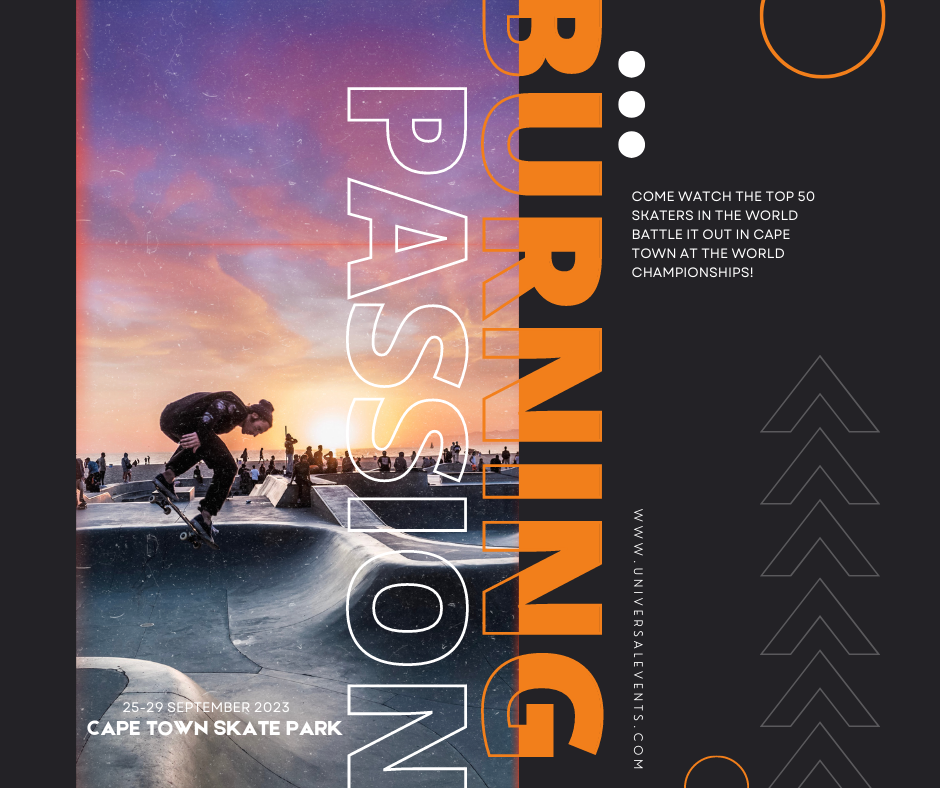 BURNING
PASSION
COME WATCH THE TOP 50
SKATERS IN THE WORLD
BATTLE IT OUT IN CAPE
TOWN AT THE WORLD
CHAMPIONSHIPS!
WWW.UNIVERSALEVENTS.COM
25-29 SEPTEMBER 2023
CAPE TOWN SKATE PARK